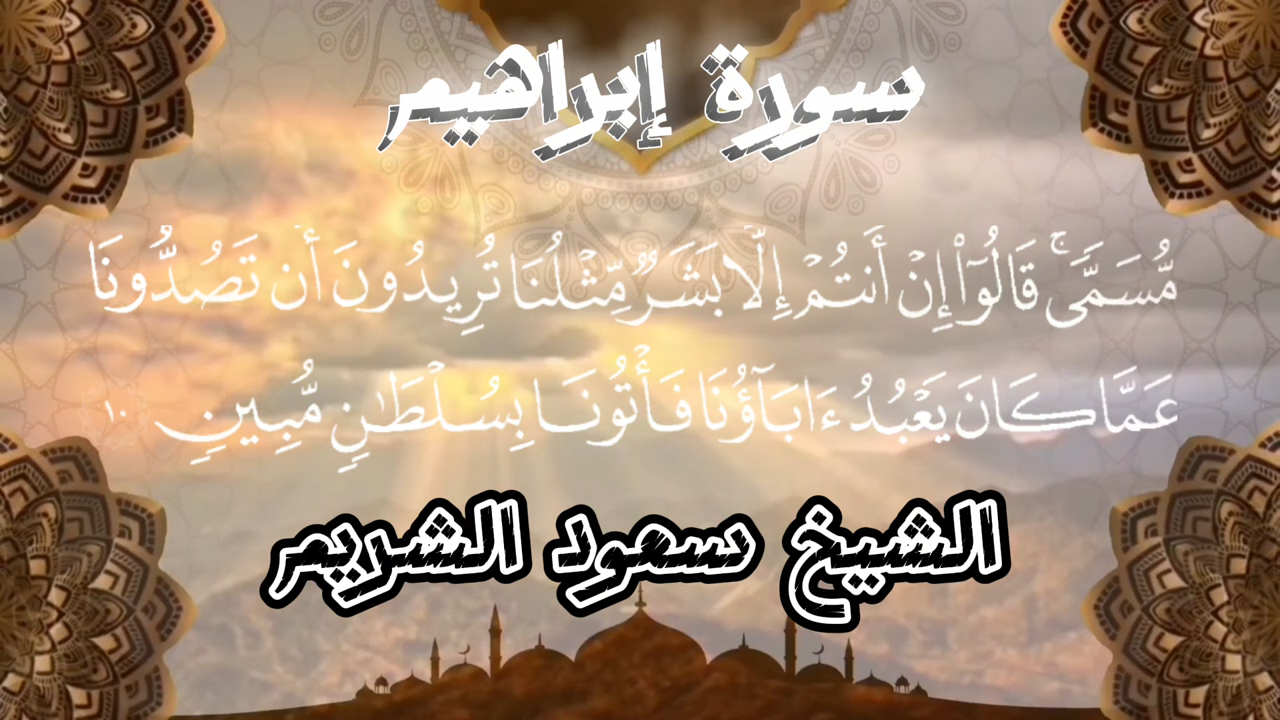 سورة إبراهيم
مُّسَمًّى ۚ قَالُوٓا۟ إِنْ أَنتُمْ إِلَّا بَشَرٌ مِّثْلُنَا تُرِيدُونَ أَن تَصُدُّونَا
عَمَّا كَانَ يَعْبُدُ ءَابَآؤُنَا فَأْتُونَا بِسُلْطَـٰنٍ مُّبِينٍ ١٠
الشيخ سعود الشريم